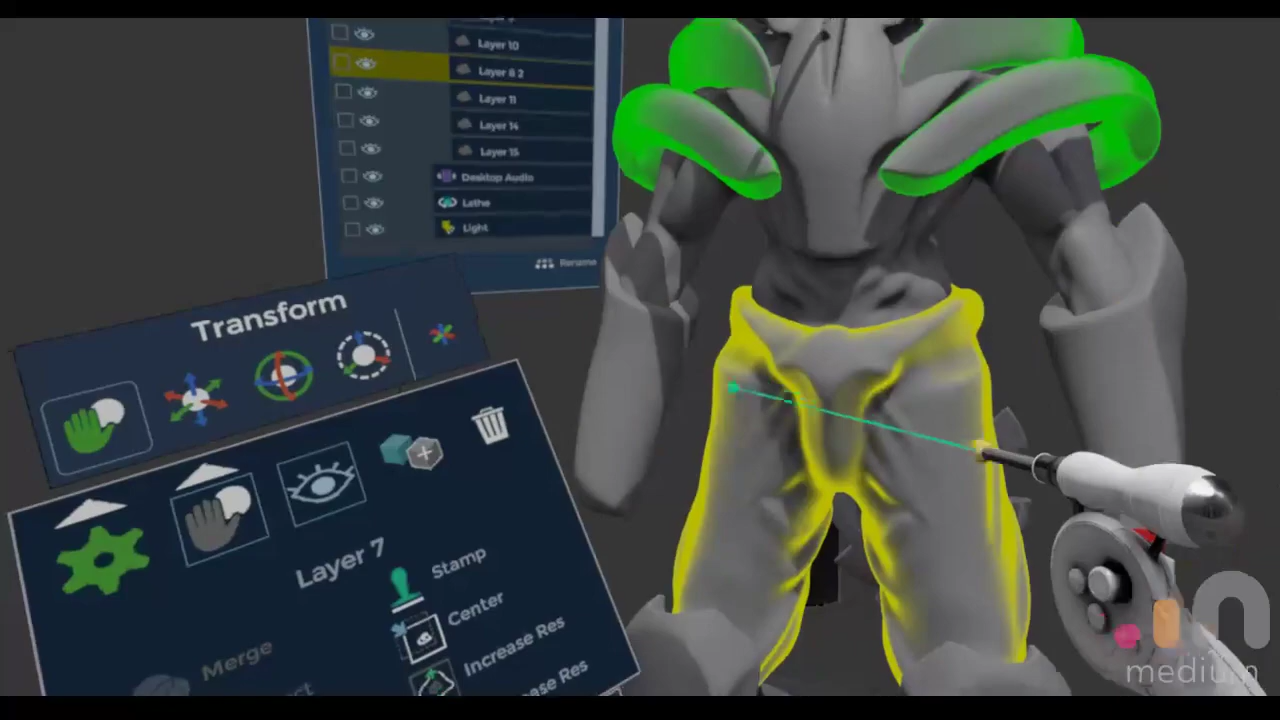 Layer 10
Layer 8 2
Layer 11
Layer 14
Layer 15
Desktop Audio
Lathe
Light
Rename
Transform
Layer 7
Stamp
Center
Increase Res
Merge
medium